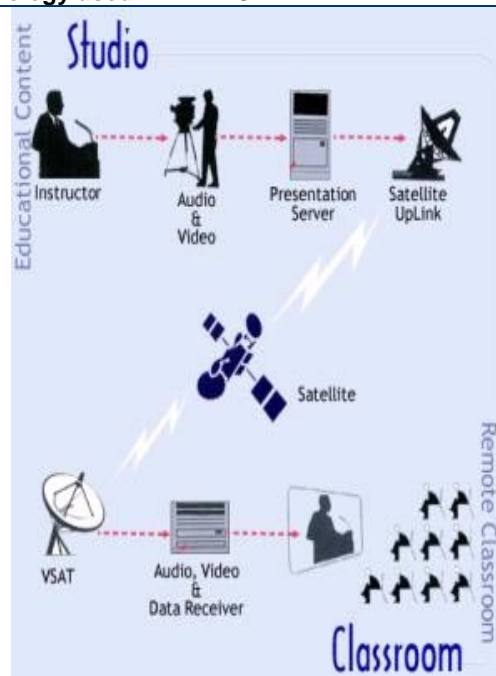 Studio
Educational Content
Instructor
Audio
&
Video
Presentation
Server
Satellite
UpLink
Satellite
Remote Classroom
VSAT
Audio, Video
&
Data Receiver
Classroom